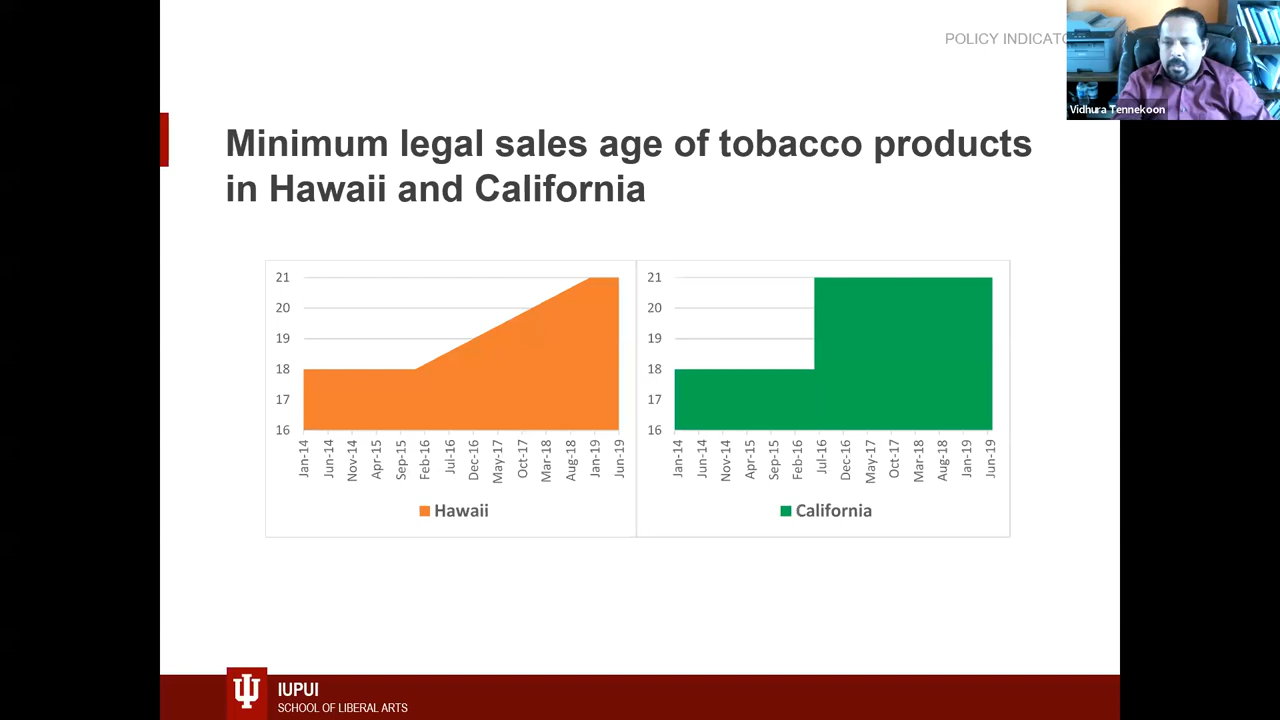 POLICY INDICATO
Vidhura Tennekoon
Minimum legal sales age of tobacco products
in Hawaii and California
21
20
19
18
17
16
Jan-14
Jun-14
Nov-14
Apr-15
Sep-15
Feb-16
Jul-16
Dec-16
May-17
Oct-17
Mar-18
Aug-18
Jan-19
Jun-19
Hawaii
21
20
19
18
17
16
Jan-14
Jun-14
Nov-14
Apr-15
Sep-15
Feb-16
Jul-16
Dec-16
May-17
Oct-17
Mar-18
Aug-18
Jan-19
Jun-19
California
IUPUI
SCHOOL OF LIBERAL ARTS